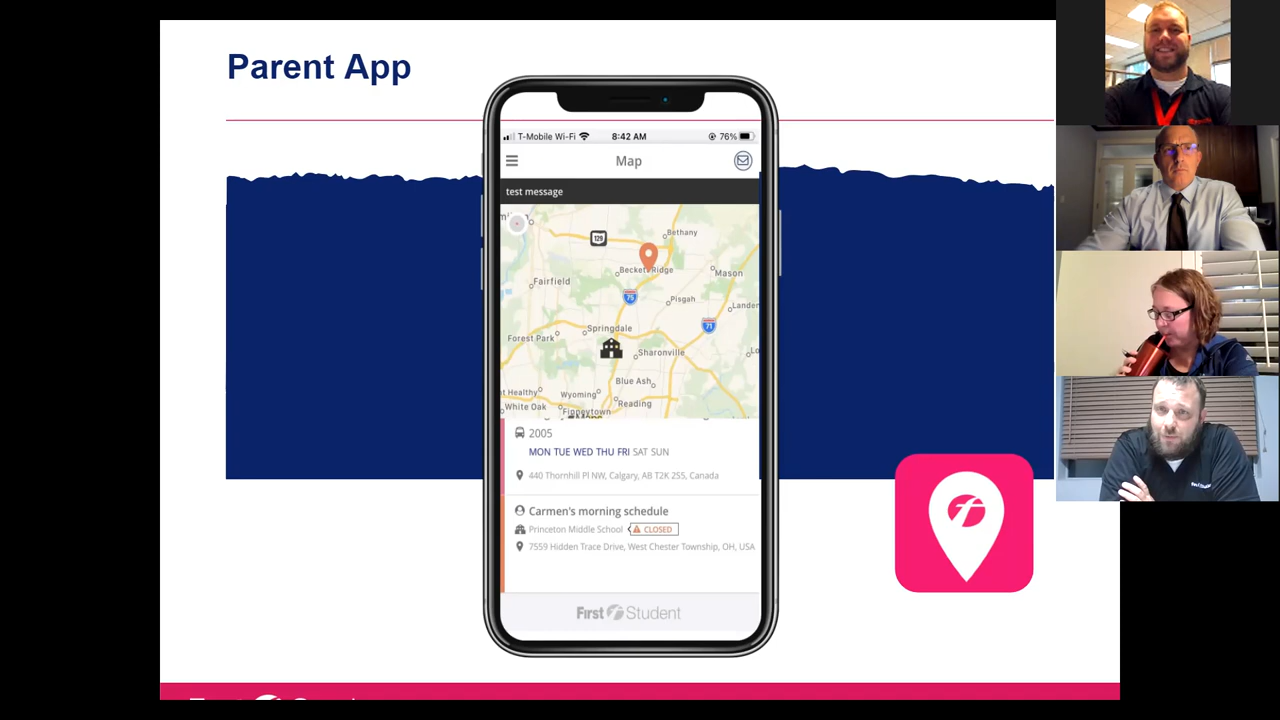 Parent App
T-Mobile Wi-Fi 8:42 AM 76%
Map
test message
129
Bethany
Beckett Ridge
Fairfield
Mason
75
Pisgah
Landen
71
Springdale
Forest Park
Sharonville
Blue Ash
Wyoming
Reading
White Oak
Finneytown
2005
MON TUE WED THU FRI SAT SUN
440 Thornhill Pl NW, Calgary, AB T2K 2S5, Canada
Carmen's morning schedule
Princeton Middle School CLOSED
7559 Hidden Trace Drive, West Chester Township, OH, USA
First Student